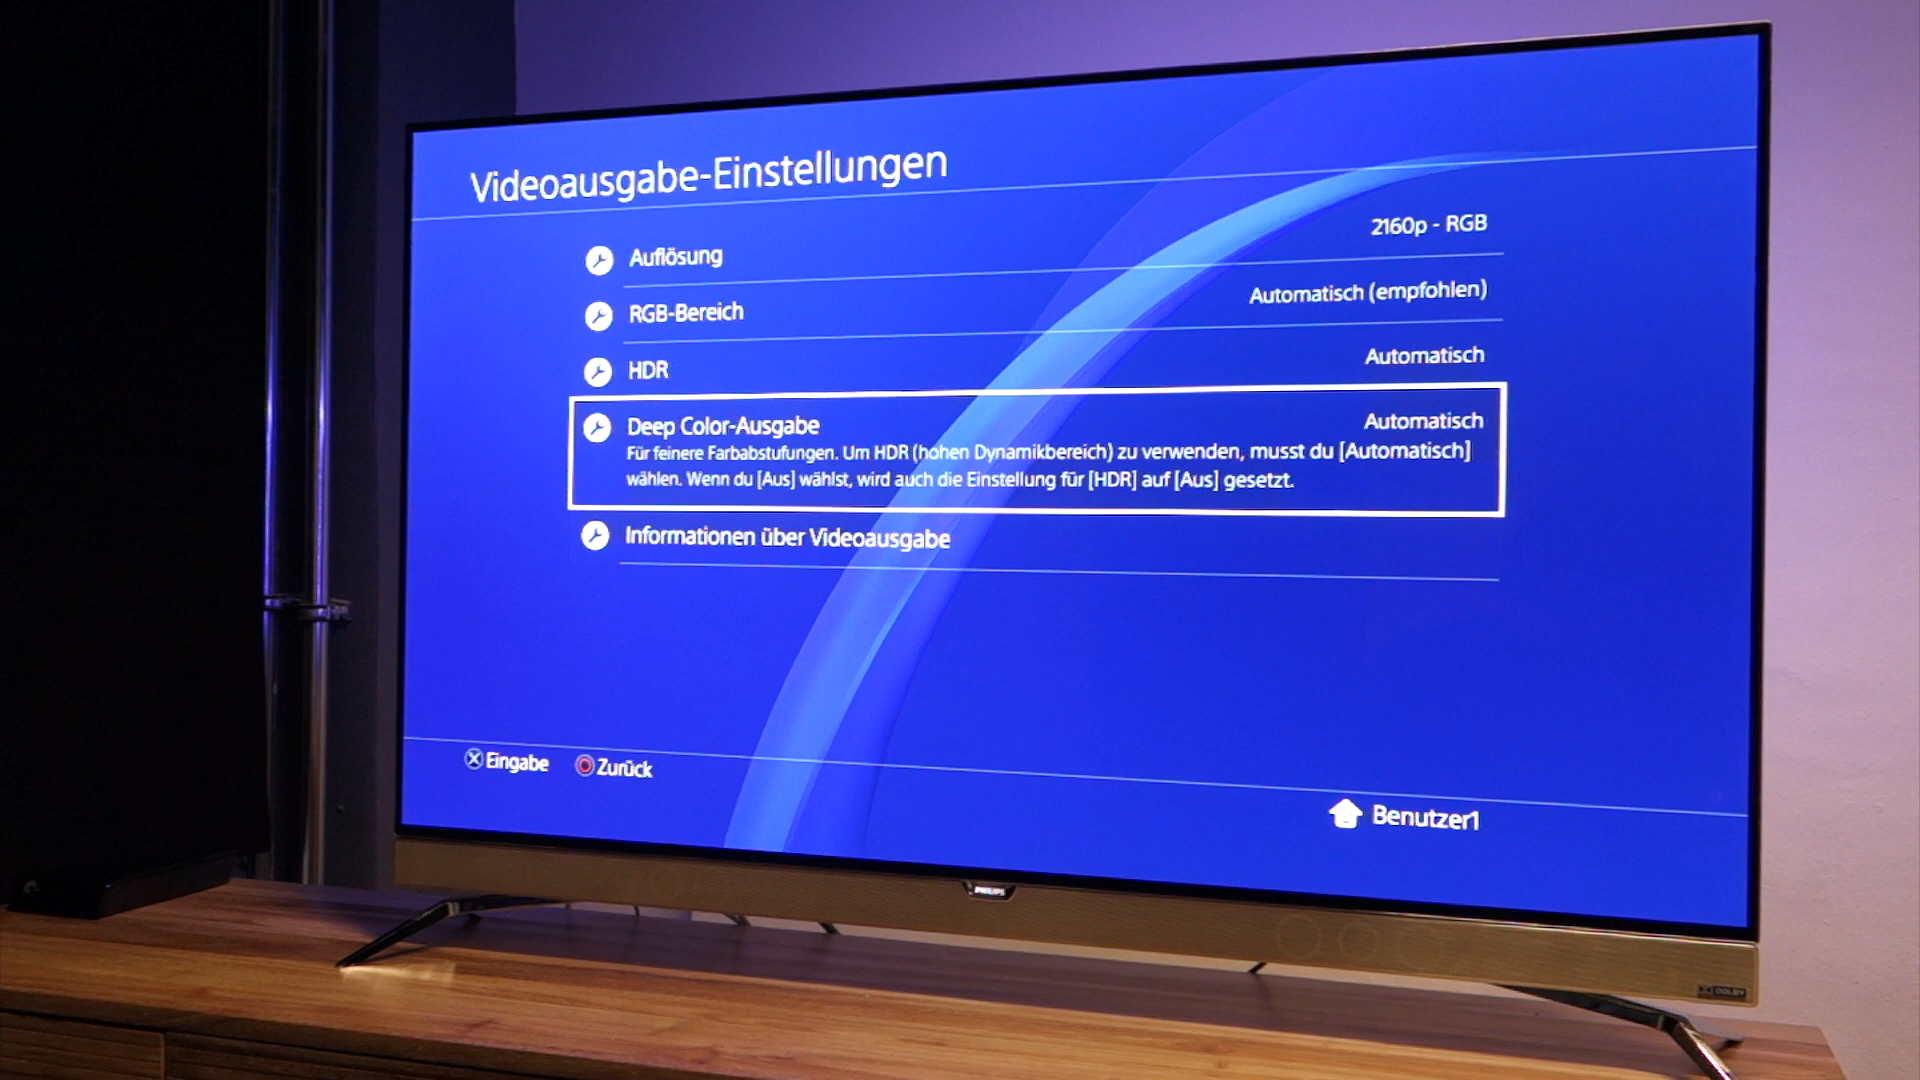 Videoausgabe-Einstellungen
Auflösung
2160p - RGB
RGB-Bereich
Automatisch (empfohlen)
HDR
Automatisch
Deep Color-Ausgabe
Automatisch
Für feinere Farbabstufungen. Um HDR (hohen Dynamikbereich) zu verwenden, musst du [Automatisch]
wählen. Wenn du [Aus] wählst, wird auch die Einstellung für [HDR] auf [Aus] gesetzt.
Informationen über Videoausgabe
Eingabe
Zurück
Benutzer1
PHILIPS
DOLBY